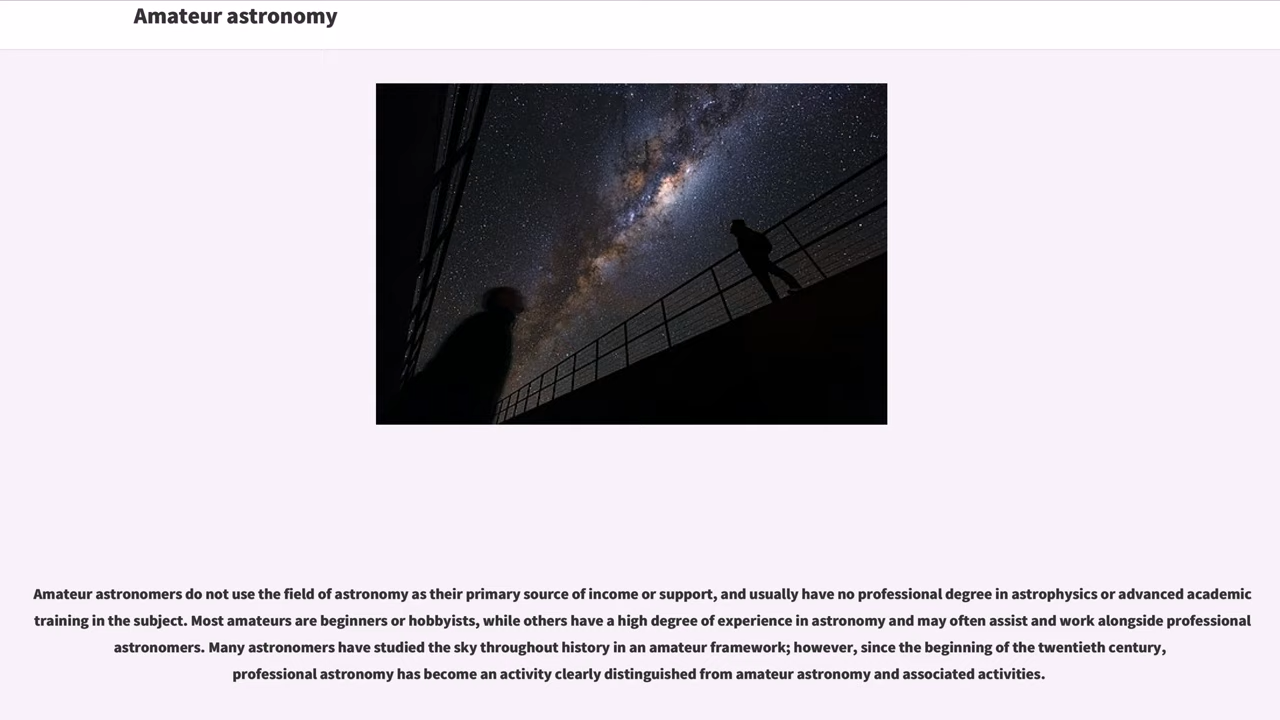 Amateur astronomy
Amateur astronomers do not use the field of astronomy as their primary source of income or support, and usually have no professional degree in astrophysics or advanced academic
training in the subject. Most amateurs are beginners or hobbyists, while others have a high degree of experience in astronomy and may often assist and work alongside professional
astronomers. Many astronomers have studied the sky throughout history in an amateur framework; however, since the beginning of the twentieth century,
professional astronomy has become an activity clearly distinguished from amateur astronomy and associated activities.